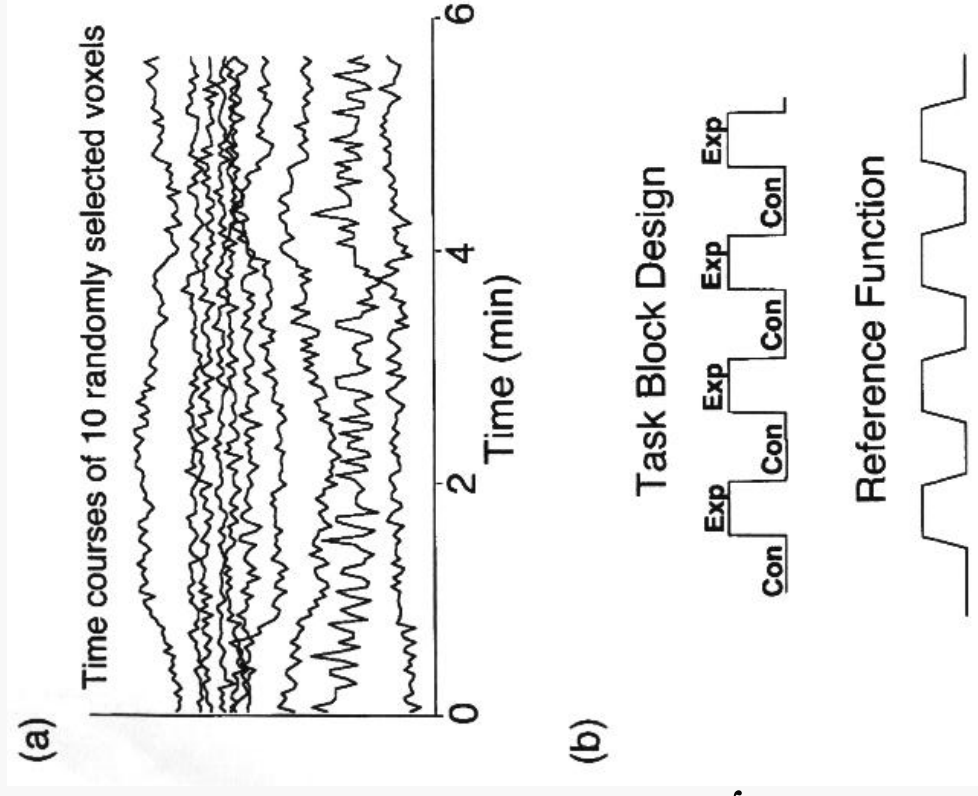 (a)
Time courses of 10 randomly selected voxels
0 2 4 6
Time (min)
(b)
Task Block Design
Exp Exp Exp Exp
Con Con Con Con
Reference Function